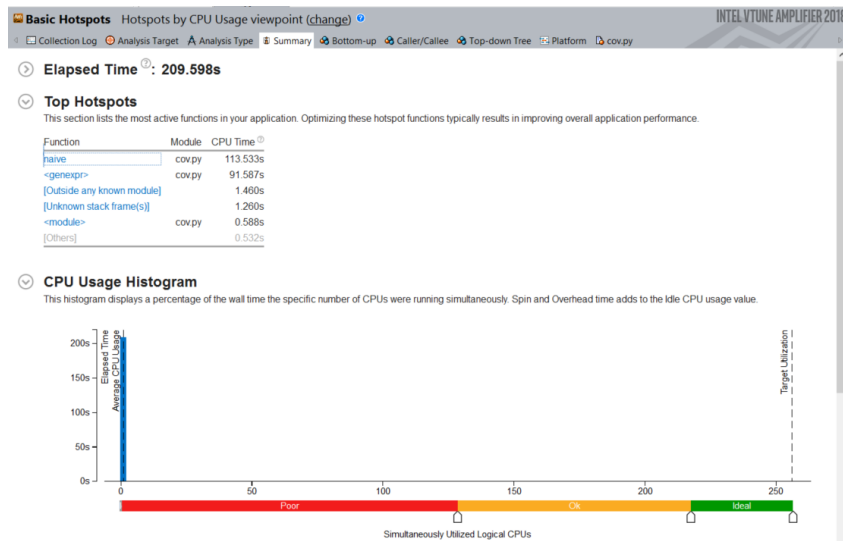 Basic Hotspots Hotspots by CPU Usage viewpoint (change)
INTEL VTUNE AMPLIFIER 2018
Collection Log Analysis Target Analysis Type Summary Bottom-up Caller/Callee Top-down Tree Platform cov.py
Elapsed Time: 209.598s
Top Hotspots
This section lists the most active functions in your application. Optimizing these hotspot functions typically results in improving overall application performance.
Function Module CPU Time
naive cov.py 113.533s
<genexpr> cov.py 91.587s
[Outside any known module] 1.460s
[Unknown stack frame(s)] 1.260s
<module> cov.py 0.588s
[Others] 0.532s
CPU Usage Histogram
This histogram displays a percentage of the wall time the specific number of CPUs were running simultaneously. Spin and Overhead time adds to the Idle CPU usage value.
Elapsed Time
Average CPU Usage
Target Utilization
200s
150s
100s
50s
0s
0 50 100 150 200 250
Poor Ok Ideal
Simultaneously Utilized Logical CPUs